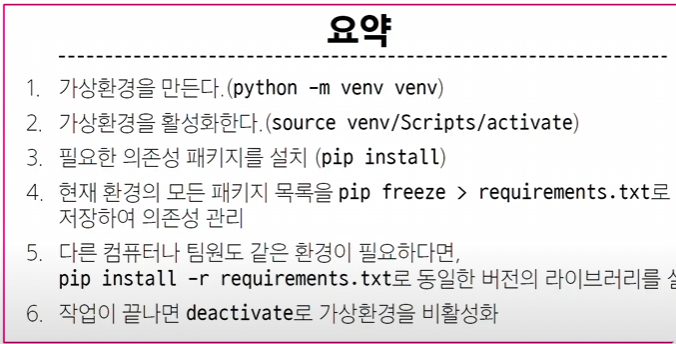 요약
1. 가상환경을 만든다.(python -m venv venv)
2. 가상환경을 활성화한다.(source venv/Scripts/activate)
3. 필요한 의존성 패키지를 설치 (pip install)
4. 현재 환경의 모든 패키지 목록을 pip freeze > requirements.txt로
저장하여 의존성 관리
5. 다른 컴퓨터나 팀원도 같은 환경이 필요하다면,
pip install -r requirements.txt로 동일한 버전의 라이브러리를
6. 작업이 끝나면 deactivate로 가상환경을 비활성화